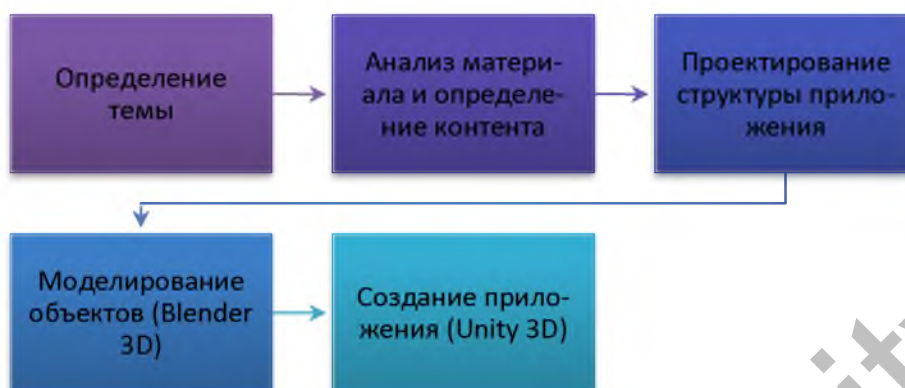 Определение
темы
Анализ матери-
ала и определе-
ние контента
Проектирование
структуры прило-
жения
Моделирование
объектов (Blender
3D)
Создание прило-
жения (Unity 3D)